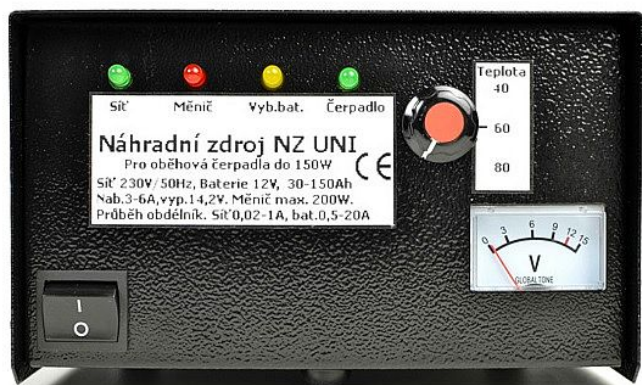 Síť Měnič Vyb.bat. Čerpadlo
Náhradní zdroj NZ UNI
Pro oběhová čerpadla do 150W
CE
Síť 230V/50Hz, Baterie 12V, 30-150Ah
Nab.3-6A,vyp.14,2V. Měnič max. 200W.
Průběh obdélník. Síť 0,02-1A, bat.0,5-20A
Teplota
40
60
80
0 3 6 9 12 15
V
GLOBALTONE
I
O